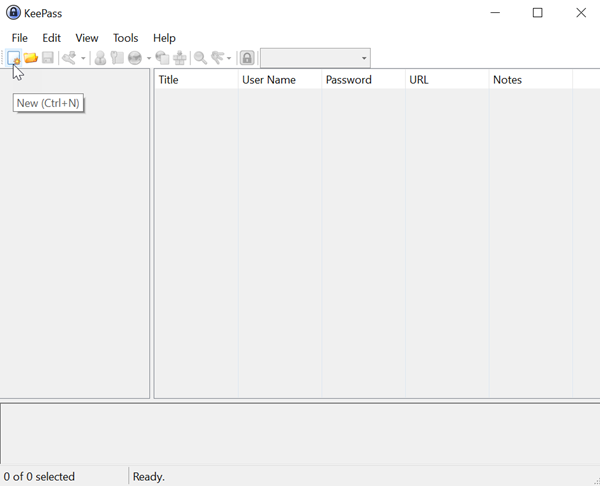 KeePass
File Edit View Tools Help
New (Ctrl+N)
Title User Name Password URL Notes
0 of 0 selected Ready.